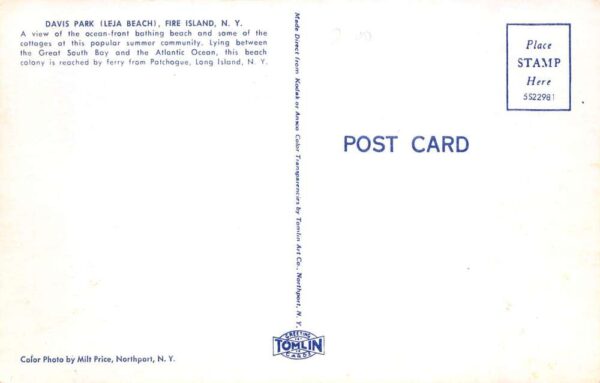 DAVIS PARK (LEJA BEACH), FIRE ISLAND, N. Y.
A view of the ocean-front bathing beach and some of the
cottages at this popular summer community. Lying between
the Great South Bay and the Atlantic Ocean, this beach
colony is reached by ferry from Patchogue, Long Island, N. Y.
Color Photo by Milt Price, Northport, N. Y.
Made Direct from Kodak or Ansco Color Transparencies by Tomlin Art Co., Northport, N. Y.
GREETING
TOMLIN
CARDS
POST CARD
Place
STAMP
Here
SS22981